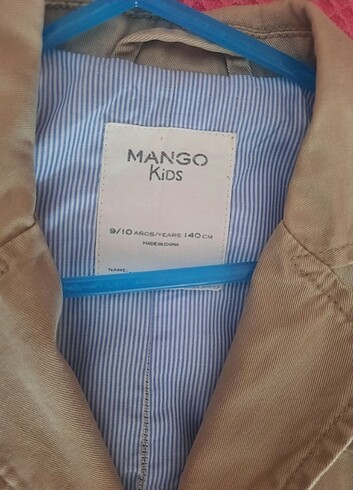 MANGO
KiDS
9/10 AÑOS/YEARS 140 CM
MADE IN CHINA
NAME: